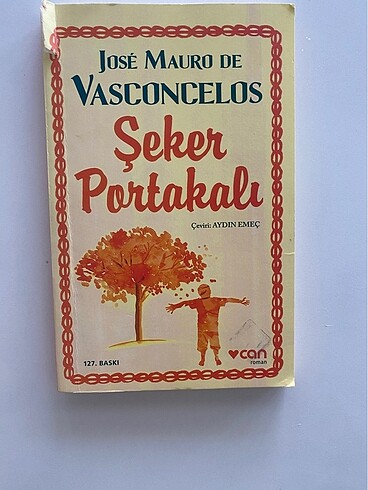 JOSÉ MAURO DE
VASCONCELOS
Şeker
Portakalı
Çeviri: AYDIN EMEÇ
127. BASKI
can
roman